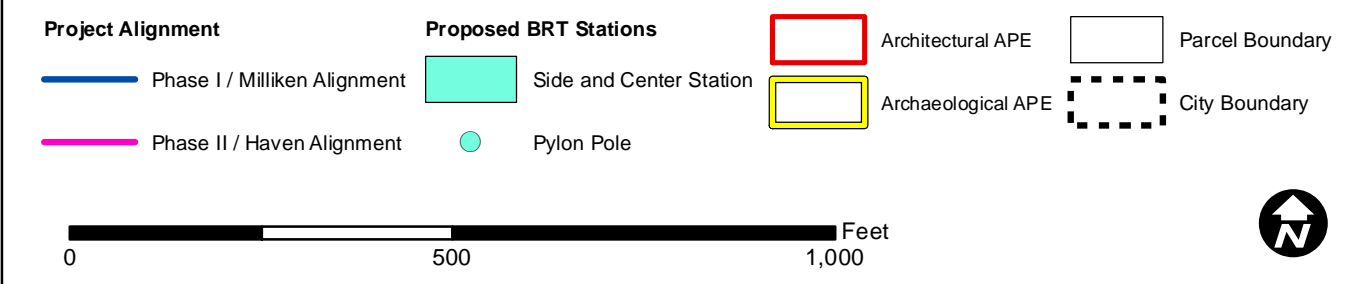 Project Alignment
Phase I / Milliken Alignment
Phase II / Haven Alignment
Proposed BRT Stations
Side and Center Station
Pylon Pole
Architectural APE
Archaeological APE
Parcel Boundary
City Boundary
Feet
0 500 1,000
N